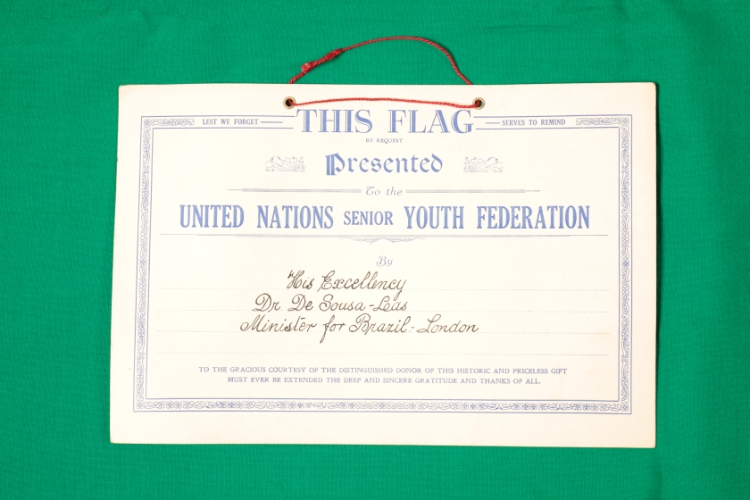 LEST WE FORGET THIS FLAG SERVES TO REMIND
BY REQUEST
Presented
To the
UNITED NATIONS SENIOR YOUTH FEDERATION
By
His Excellency
Dr De Sousa-Leas
Minister for Brazil-London
TO THE GRACIOUS COURTESY OF THE DISTINGUISHED DONOR OF THIS HISTORIC AND PRICELESS GIFT
MUST EVER BE EXTENDED THE DEEP AND SINCERE GRATITUDE AND THANKS OF ALL.